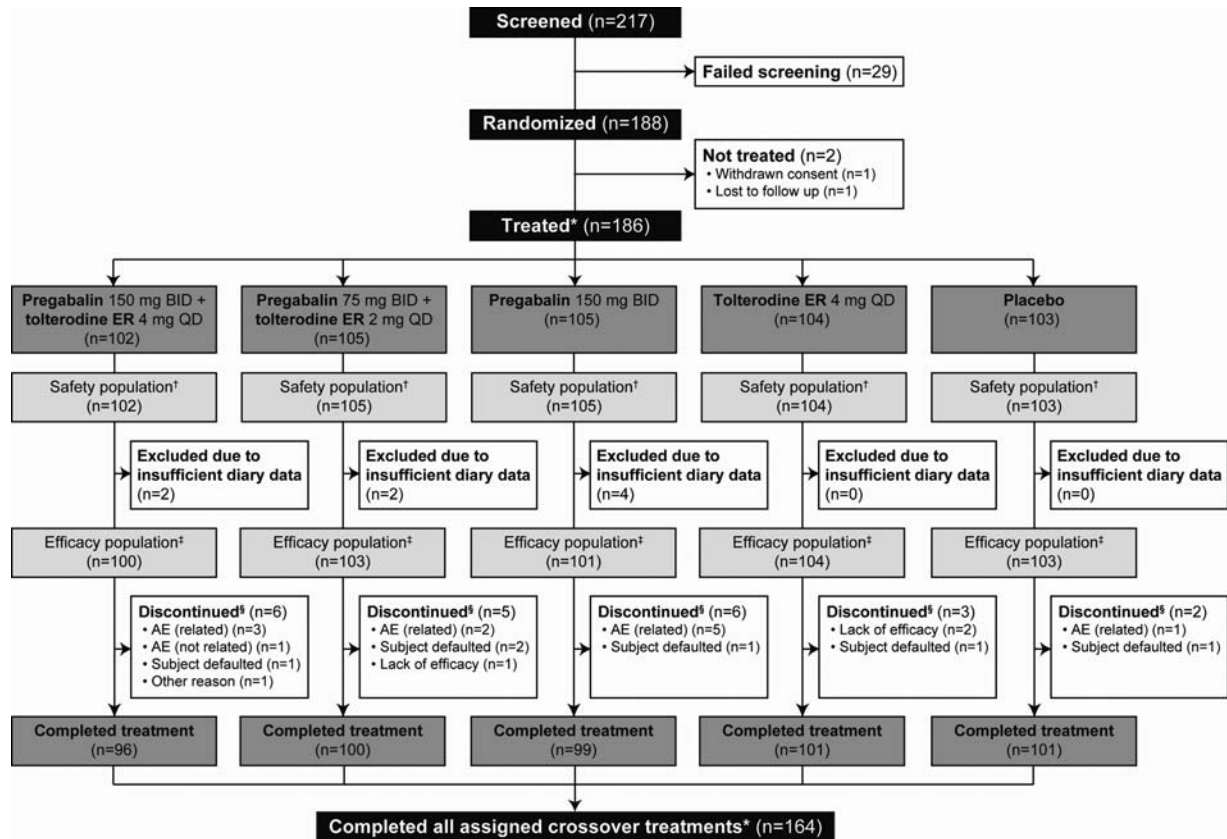 Screened (n=217)
Failed screening (n=29)
Randomized (n=188)
Not treated (n=2)
• Withdrawn consent (n=1)
• Lost to follow up (n=1)
Treated* (n=186)
Pregabalin 150 mg BID +
tolterodine ER 4 mg QD
(n=102)
Pregabalin 75 mg BID +
tolterodine ER 2 mg QD
(n=105)
Pregabalin 150 mg BID
(n=105)
Tolterodine ER 4 mg QD
(n=104)
Placebo
(n=103)
Safety population†
(n=102)
Safety population†
(n=105)
Safety population†
(n=105)
Safety population†
(n=104)
Safety population†
(n=103)
Excluded due to
insufficient diary data
(n=2)
Excluded due to
insufficient diary data
(n=2)
Excluded due to
insufficient diary data
(n=4)
Excluded due to
insufficient diary data
(n=0)
Excluded due to
insufficient diary data
(n=0)
Efficacy population‡
(n=100)
Efficacy population‡
(n=103)
Efficacy population‡
(n=101)
Efficacy population‡
(n=104)
Efficacy population‡
(n=103)
Discontinued§ (n=6)
• AE (related) (n=3)
• AE (not related) (n=1)
• Subject defaulted (n=1)
• Other reason (n=1)
Discontinued§ (n=5)
• AE (related) (n=2)
• Subject defaulted (n=2)
• Lack of efficacy (n=1)
Discontinued§ (n=6)
• AE (related) (n=5)
• Subject defaulted (n=1)
Discontinued§ (n=3)
• Lack of efficacy (n=2)
• Subject defaulted (n=1)
Discontinued§ (n=2)
• AE (related) (n=1)
• Subject defaulted (n=1)
Completed treatment
(n=96)
Completed treatment
(n=100)
Completed treatment
(n=99)
Completed treatment
(n=101)
Completed treatment
(n=101)
Completed all assigned crossover treatments* (n=164)